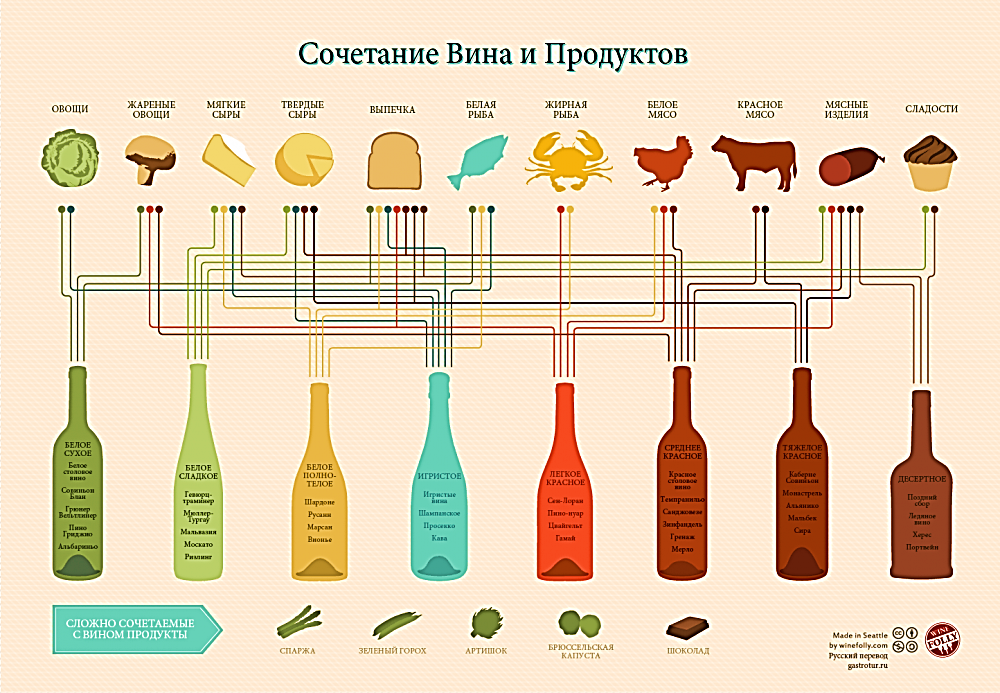 Сочетание Вина и Продуктов
ОВОЩИ
ЖАРЕНЫЕ
ОВОЩИ
МЯГКИЕ
СЫРЫ
ТВЕРДЫЕ
СЫРЫ
ВЫПЕЧКА
БЕЛАЯ
РЫБА
ЖИРНАЯ
РЫБА
БЕЛОЕ
МЯСО
КРАСНОЕ
МЯСО
МЯСНЫЕ
ИЗДЕЛИЯ
СЛАДОСТИ
БЕЛОЕ
СУХОЕ
Белое
столовое
вино
Совиньон
Блан
Грюнер
Вельтлинер
Пино
Гриджио
Альбариньо
БЕЛОЕ
СЛАДКОЕ
Гевюрц-
траминер
Мюллер-
Тургау
Мальвазия
Москато
Рислинг
БЕЛОЕ
ПОЛНО-
ТЕЛОЕ
Шардоне
Русанн
Марсан
Вионье
ИГРИСТОЕ
Игристые
вина
Шампанское
Просекко
Кава
ЛЕГКОЕ
КРАСНОЕ
Сен-Лоран
Пино-нуар
Цвайгельт
Гамай
СРЕДНЕЕ
КРАСНОЕ
Красное
столовое
вино
Темпранильо
Санджовезе
Зинфандель
Гренаж
Мерло
ТЯЖЕЛОЕ
КРАСНОЕ
Каберне
Совиньон
Монастрель
Альянико
Мальбек
Сира
ДЕСЕРТНОЕ
Поздний
сбор
Ледяное
вино
Херес
Портвейн
СЛОЖНО СОЧЕТАЕМЫЕ
С ВИНОМ ПРОДУКТЫ
СПАРЖА
ЗЕЛЕНЫЙ ГОРОХ
АРТИШОК
БРЮССЕЛЬСКАЯ
КАПУСТА
ШОКОЛАД
Made in Seattle
by winefolly.com
Русский перевод
gastrotur.ru
WINE
FOLLY